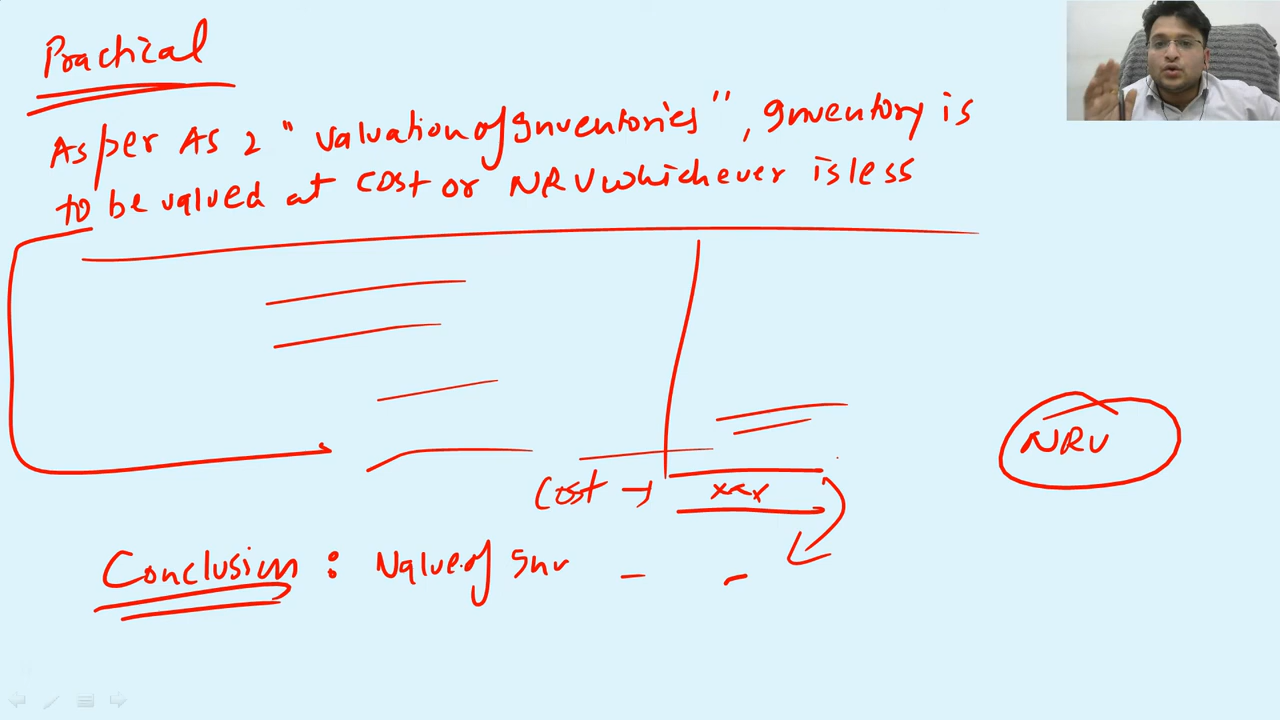 Practical
As per AS 2 "Valuation of Inventories", Inventory is
to be valued at cost or NRV whichever is less
NRV
Cost → xxx
Conclusion : Value of Inv - -